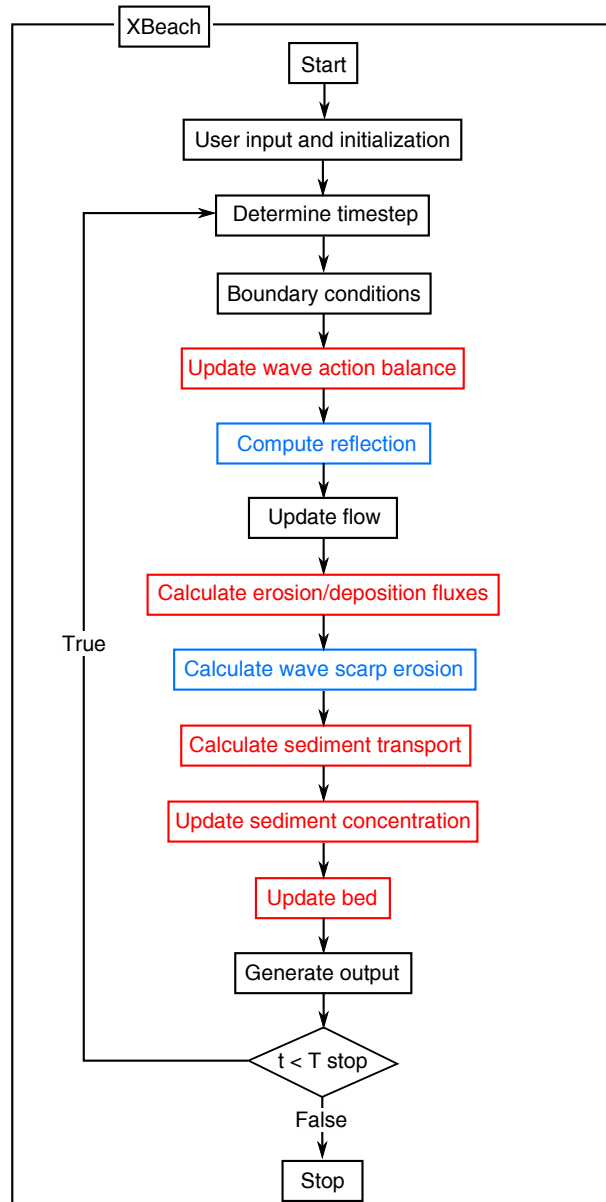 XBeach
Start
User input and initialization
Determine timestep
Boundary conditions
Update wave action balance
Compute reflection
Update flow
Calculate erosion/deposition fluxes
True
Calculate wave scarp erosion
Calculate sediment transport
Update sediment concentration
Update bed
Generate output
t < T stop
False
Stop